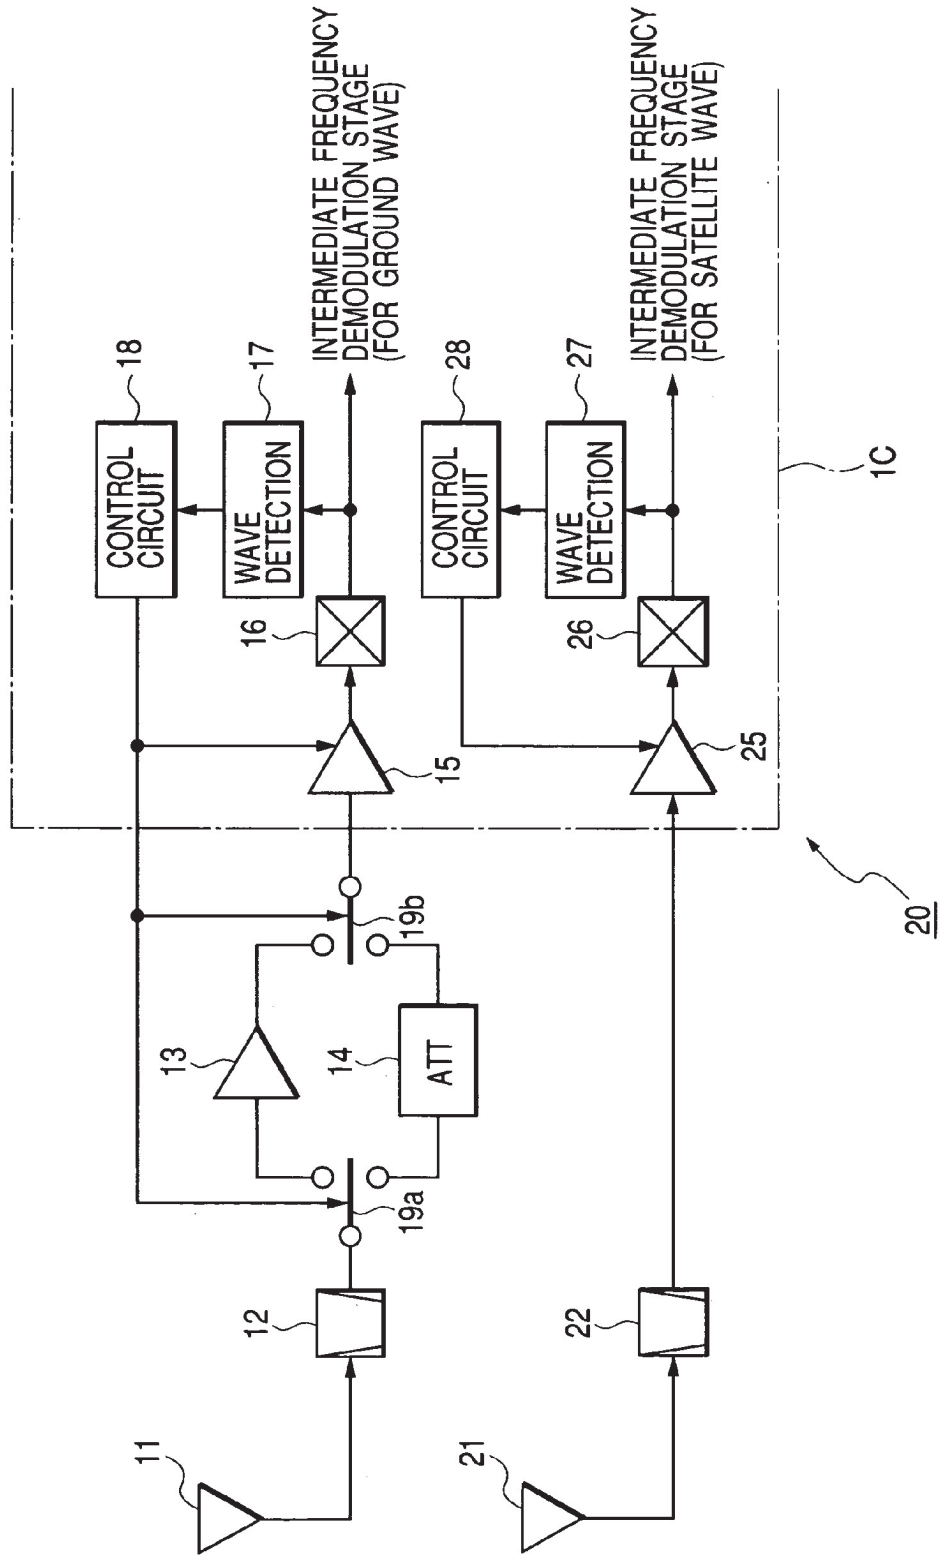 11
12
13
14
ATT
19a
19b
15
16
WAVE
DETECTION
17
CONTROL
CIRCUIT
18
INTERMEDIATE FREQUENCY
DEMODULATION STAGE
(FOR GROUND WAVE)
21
22
25
26
WAVE
DETECTION
27
CONTROL
CIRCUIT
28
INTERMEDIATE FREQUENCY
DEMODULATION STAGE
(FOR SATELLITE WAVE)
1C
20